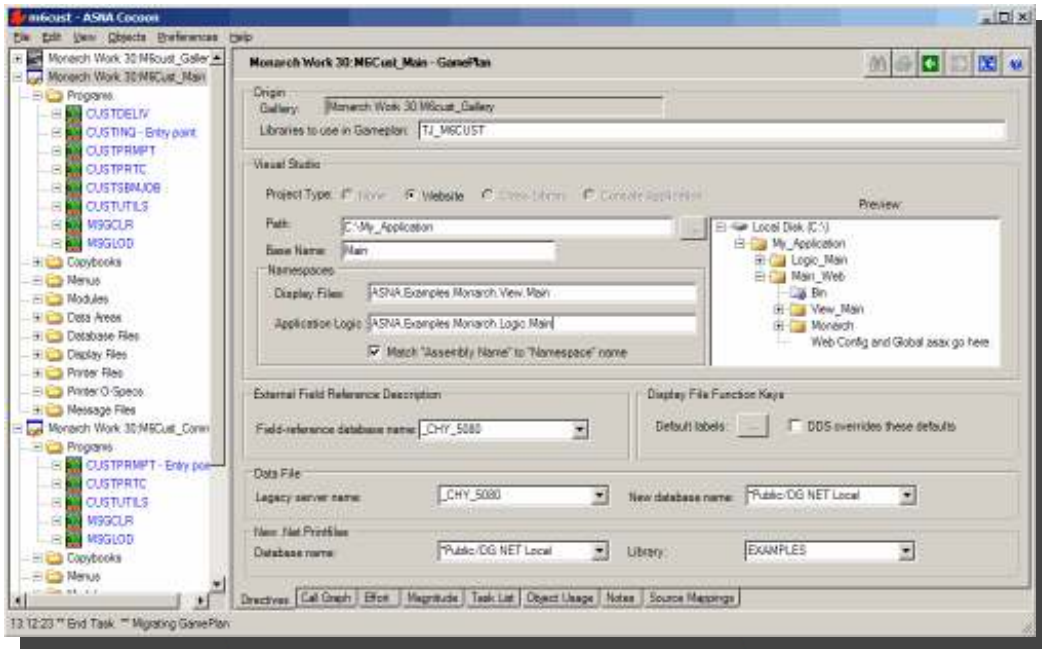 m6cust - ASNA Cocoon
File Edit View Objects Preferences Help
Monarch Work 30:M6cust_Galler
Monarch Work 30:M6Cust_Main
Programs
CUSTDELIV
CUSTINQ - Entry point
CUSTPRMPT
CUSTPRTC
CUSTSBMJOB
CUSTUTILS
MSGCLR
MSGLOD
Copybooks
Menus
Modules
Data Areas
Database Files
Display Files
Printer Files
Printer O-Specs
Message Files
Monarch Work 30:M6Cust_Comm
Programs
CUSTPRMPT - Entry poi
CUSTPRTC
CUSTUTILS
MSGCLR
MSGLOD
Copybooks
Menus
Monarch Work 30:M6Cust_Main - GamePlan
Origin
Gallery: Monarch Work 30:M6cust_Gallery
Libraries to use in Gameplan: TJ_M6CUST
Visual Studio
Project Type: None Website Class Library Console Application
Path: C:\My_Application ...
Base Name: Main
Namespaces
Display Files: ASNA.Examples.Monarch.View.Main
Application Logic: ASNA.Examples.Monarch.Logic.Main
Match "Assembly Name" to "Namespace" name
Preview:
Local Disk (C:\)
My_Application
Logic_Main
Main_Web
Bin
View_Main
Monarch
Web Config and Global asax go here
External Field Reference Description
Field-reference database name: _CHY_5080
Display File Function Keys
Default labels: ... DDS overrides these defaults
Data File
Legacy server name: _CHY_5080 New database name: *Public/DG NET Local
New .Net Printfiles
Database name: *Public/DG NET Local Library: EXAMPLES
Directives Call Graph Effort Magnitude Task List Object Usage Notes Source Mappings
13:12:23 ** End Task ** Migrating GamePlan